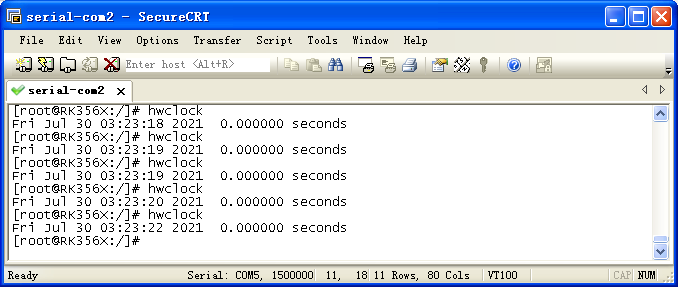 serial-com2 - SecureCRT
File Edit View Options Transfer Script Tools Window Help
Enter host <Alt+R>
serial-com2
[root@RK356X:/]# hwclock
Fri Jul 30 03:23:18 2021  0.000000 seconds
[root@RK356X:/]# hwclock
Fri Jul 30 03:23:19 2021  0.000000 seconds
[root@RK356X:/]# hwclock
Fri Jul 30 03:23:19 2021  0.000000 seconds
[root@RK356X:/]# hwclock
Fri Jul 30 03:23:20 2021  0.000000 seconds
[root@RK356X:/]# hwclock
Fri Jul 30 03:23:22 2021  0.000000 seconds
[root@RK356X:/]#
Ready Serial: COM5, 1500000 11, 18 11 Rows, 80 Cols VT100 CAP NUM